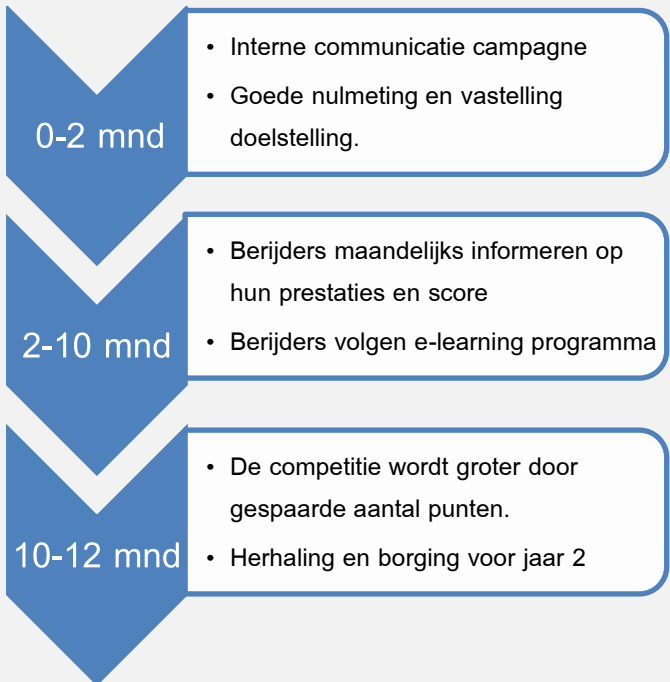 0-2 mnd
• Interne communicatie campagne
• Goede nulmeting en vastelling
doelstelling.
2-10 mnd
• Berijders maandelijks informeren op
hun prestaties en score
• Berijders volgen e-learning programma
10-12 mnd
• De competitie wordt groter door
gespaarde aantal punten.
• Herhaling en borging voor jaar 2